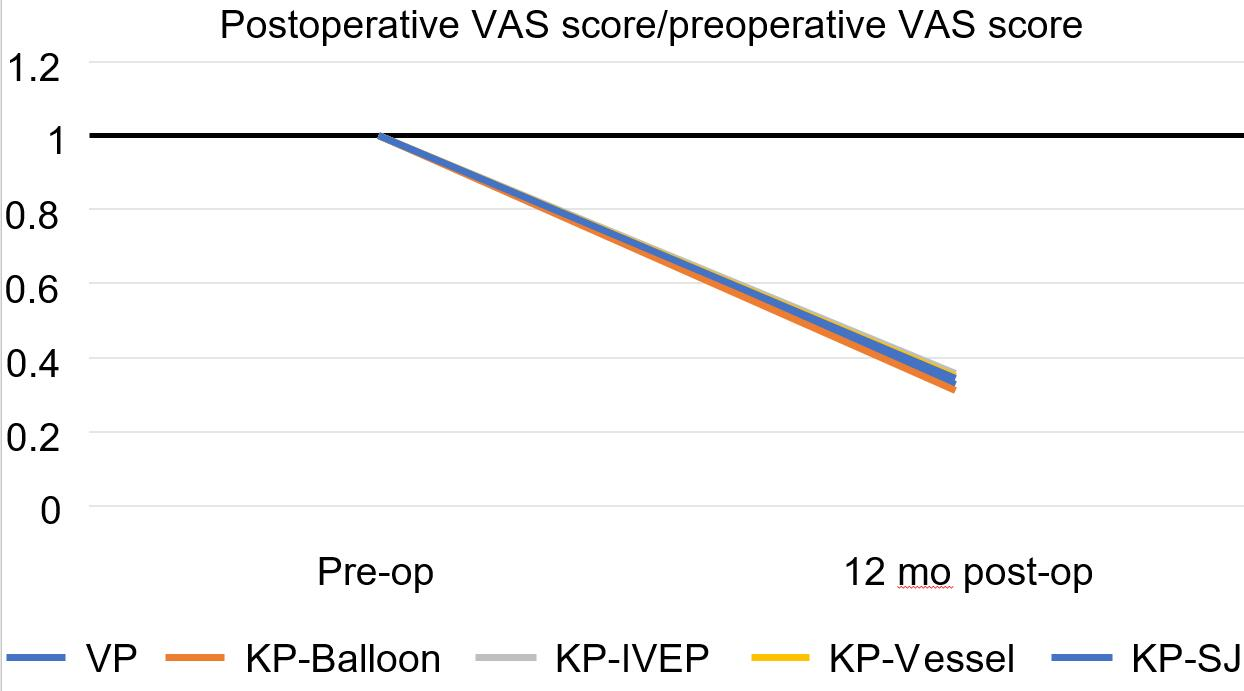 Postoperative VAS score/preoperative VAS score
1.2
1
0.8
0.6
0.4
0.2
0
Pre-op 12 mo post-op
VP KP-Balloon KP-IVEP KP-Vessel KP-SJ